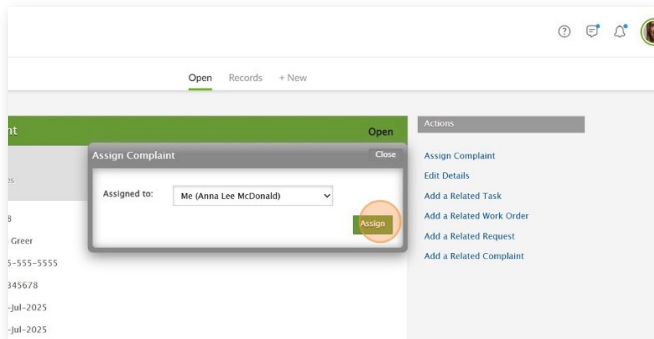 Open Records + New
nt Open
Actions
Assign Complaint Close
Assigned to: Me (Anna Lee McDonald)
Assign
Assign Complaint
Edit Details
Add a Related Task
Add a Related Work Order
Add a Related Request
Add a Related Complaint
es
8
Greer
5-555-5555
345678
-Jul-2025
-Jul-2025